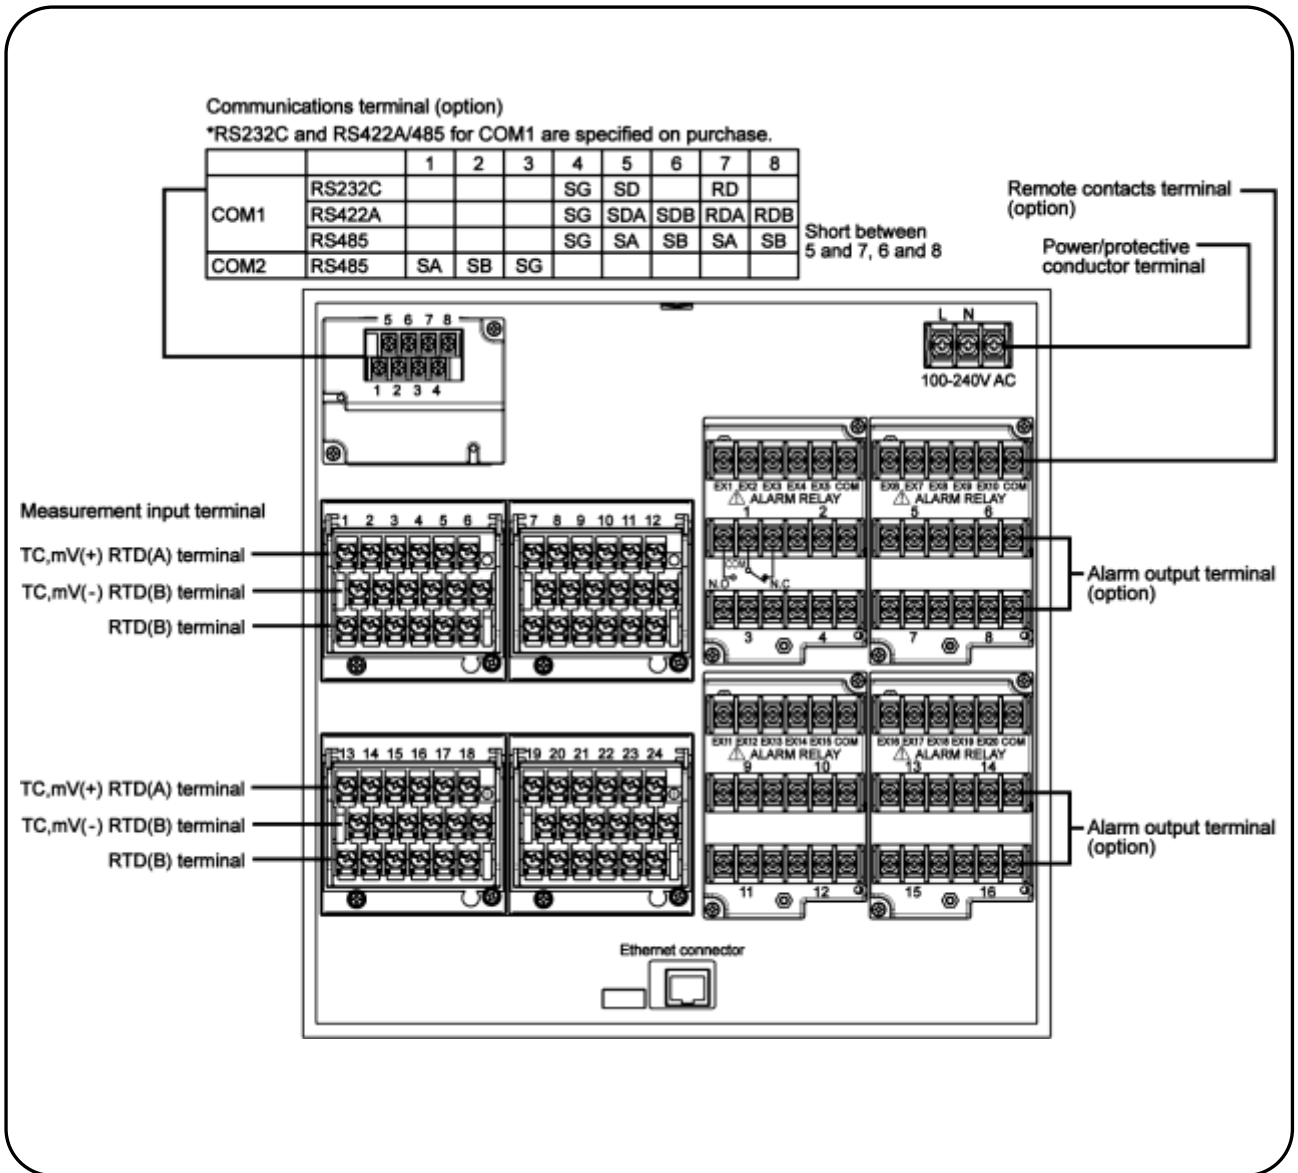 Communications terminal (option)
*RS232C and RS422A/485 for COM1 are specified on purchase.
1 2 3 4 5 6 7 8
COM1 RS232C SG SD RD
RS422A SG SDA SDB RDA RDB
RS485 SG SA SB SA SB
COM2 RS485 SA SB SG
Short between
5 and 7, 6 and 8
Remote contacts terminal
(option)
Power/protective
conductor terminal
5 6 7 8
1 2 3 4
L N
100-240V AC
EX1 EX2 EX3 EX4 EX5 COM
ALARM RELAY
1 2
COM
N.O N.C
3 4
EX6 EX7 EX8 EX9 EX10 COM
ALARM RELAY
5 6
7 8
Alarm output terminal
(option)
Measurement input terminal
TC,mV(+) RTD(A) terminal
TC,mV(-) RTD(B) terminal
RTD(B) terminal
1 2 3 4 5 6
7 8 9 10 11 12
EX11 EX12 EX13 EX14 EX15 COM
ALARM RELAY
9 10
11 12
EX16 EX17 EX18 EX19 EX20 COM
ALARM RELAY
13 14
15 16
Alarm output terminal
(option)
TC,mV(+) RTD(A) terminal
TC,mV(-) RTD(B) terminal
RTD(B) terminal
13 14 15 16 17 18
19 20 21 22 23 24
Ethernet connector